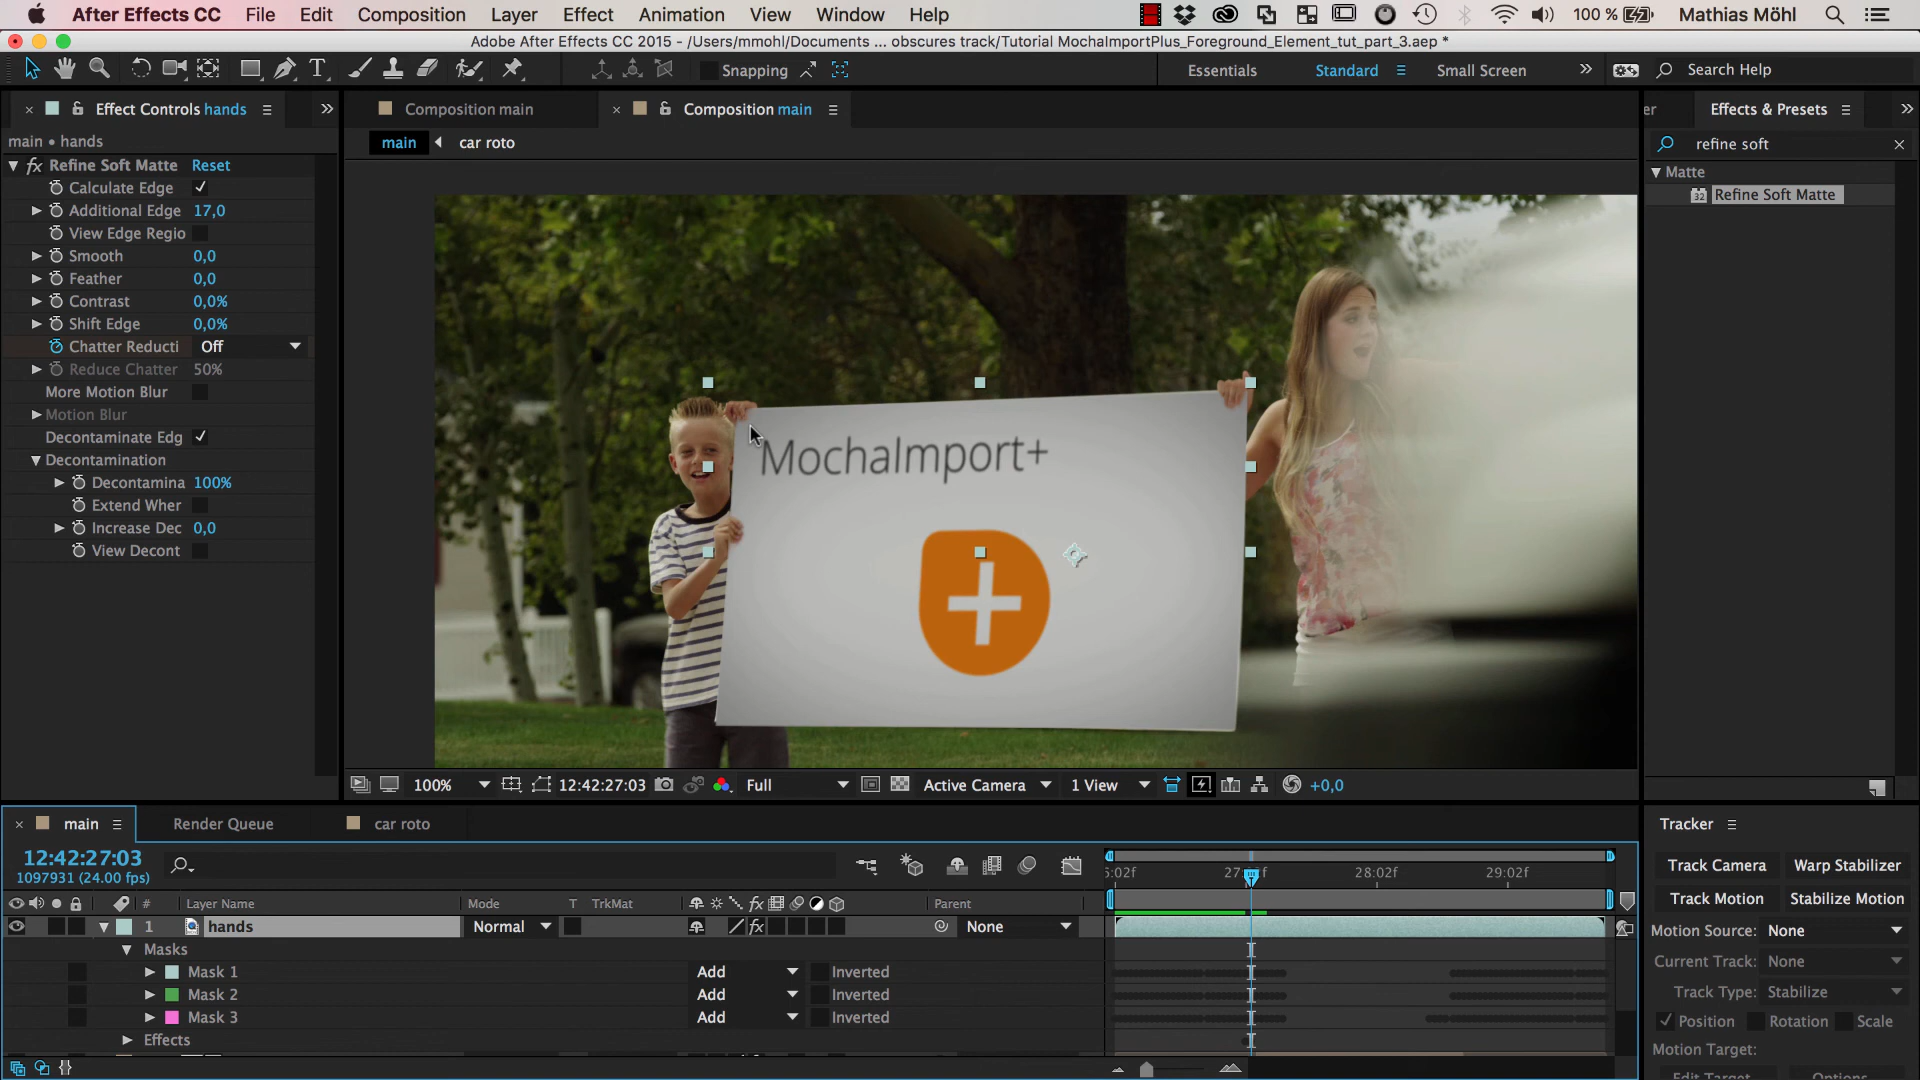 After Effects CC File Edit Composition Layer Effect Animation View Window Help 100 % Mathias Möhl
Adobe After Effects CC 2015 - /Users/mmohl/Documents ... obscures track/Tutorial MochaImportPlus_Foreground_Element_tut_part_3.aep *
Snapping Essentials Standard Small Screen Search Help
Effect Controls hands Composition main Composition main er Effects & Presets
main • hands main car roto refine soft
fx Refine Soft Matte Reset Matte
Calculate Edge 32 Refine Soft Matte
Additional Edge 17,0
View Edge Regio
Smooth 0,0
Feather 0,0
Contrast 0,0%
Shift Edge 0,0%
Chatter Reducti Off
Reduce Chatter 50%
More Motion Blur
Motion Blur
Decontaminate Edg
Decontamination
Decontamina 100%
Extend Wher
Increase Dec 0,0
View Decont
MochaImport+
100% 12:42:27:03 Full Active Camera 1 View +0,0
main Render Queue car roto Tracker
12:42:27:03
1097931 (24.00 fps)
:02f 28:02f 29:02f
Track Camera Warp Stabilizer
Track Motion Stabilize Motion
# Layer Name Mode T TrkMat fx Parent
1 hands Normal fx None Motion Source: None
Masks
Mask 1 Add Inverted Current Track: None
Mask 2 Add Inverted Track Type: Stabilize
Mask 3 Add Inverted Position Rotation Scale
Effects Motion Target:
Edit Target... Options...